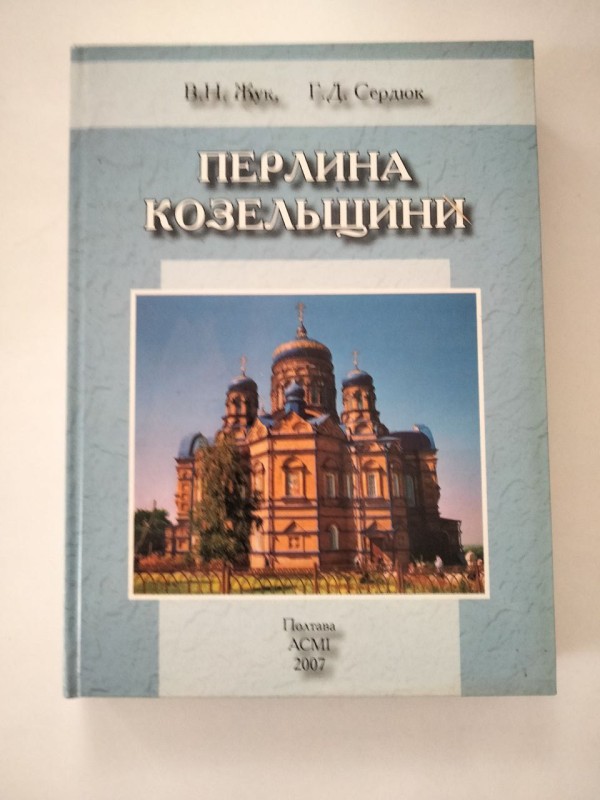 В.Н. Жук, Г.Д. Сердюк
ПЕРЛИНА
КОЗЕЛЬЩИНИ
Полтава
АСМІ
2007